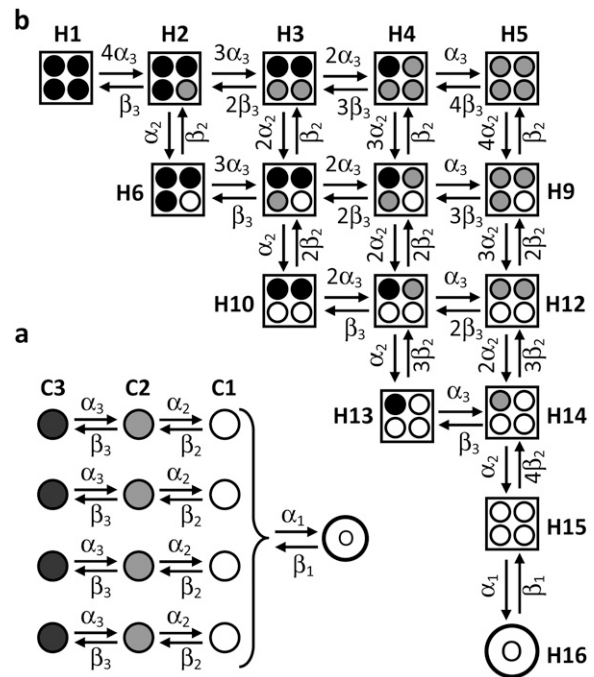 b
H1 H2 H3 H4 H5
4α₃ 3α₃ 2α₃ α₃
β₃ 2β₃ 3β₃ 4β₃
α₂ β₂ 2α₂ β₂ 3α₂ β₂ 4α₂ β₂
H6 3α₃ 2α₃ α₃ H9
β₃ 2β₃ 3β₃
α₂ 2β₂ 2α₂ 2β₂ 3α₂ 2β₂
H10 2α₃ α₃ H12
β₃ 2β₃
α₂ 3β₂ 2α₂ 3β₂
H13 α₃ H14
β₃
α₂ 4β₂
H15
α₁ β₁
O H16
a
C3 C2 C1
α₃ α₂
β₃ β₂
α₃ α₂
β₃ β₂
α₁
β₁
O
α₃ α₂
β₃ β₂
α₃ α₂
β₃ β₂